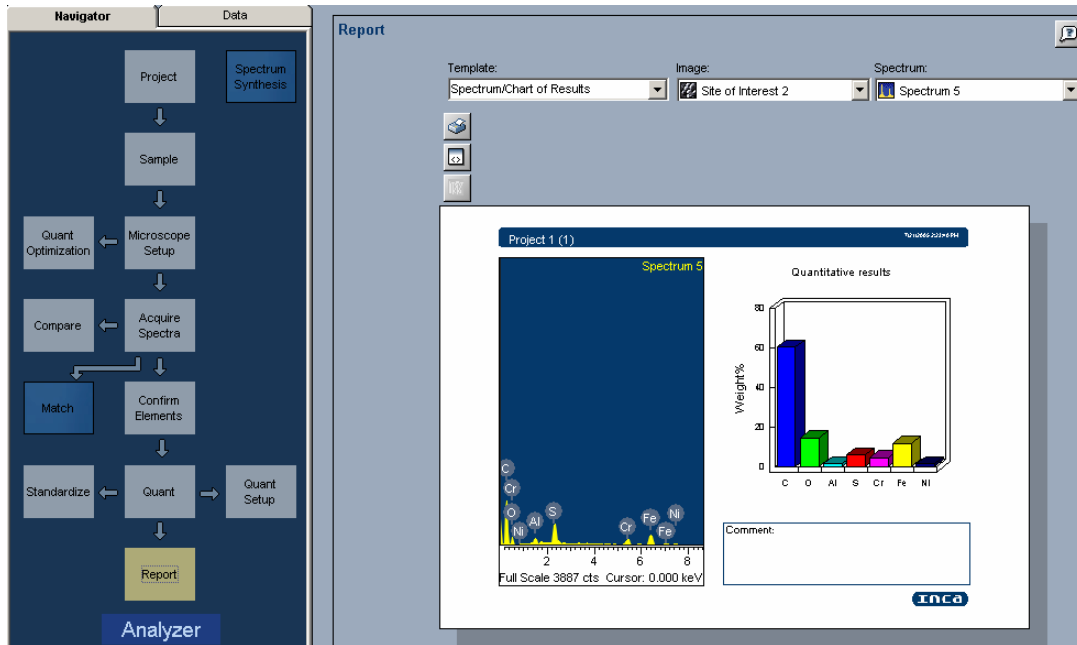 Navigator
Data
Project
Spectrum
Synthesis
Sample
Quant
Optimization
Microscope
Setup
Compare
Acquire
Spectra
Match
Confirm
Elements
Standardize
Quant
Quant
Setup
Report
Analyzer
Report
Template:
Image:
Spectrum:
Spectrum/Chart of Results
Site of Interest 2
Spectrum 5
Project 1 (1)
Spectrum 5
C
Cr
O
Ni
Al
S
Cr
Fe
Fe
Ni
2 4 6 8
Full Scale 3887 cts Cursor: 0.000 keV
Quantitative results
Weight%
80
60
40
20
0
C O Al S Cr Fe Ni
Comment:
INCA